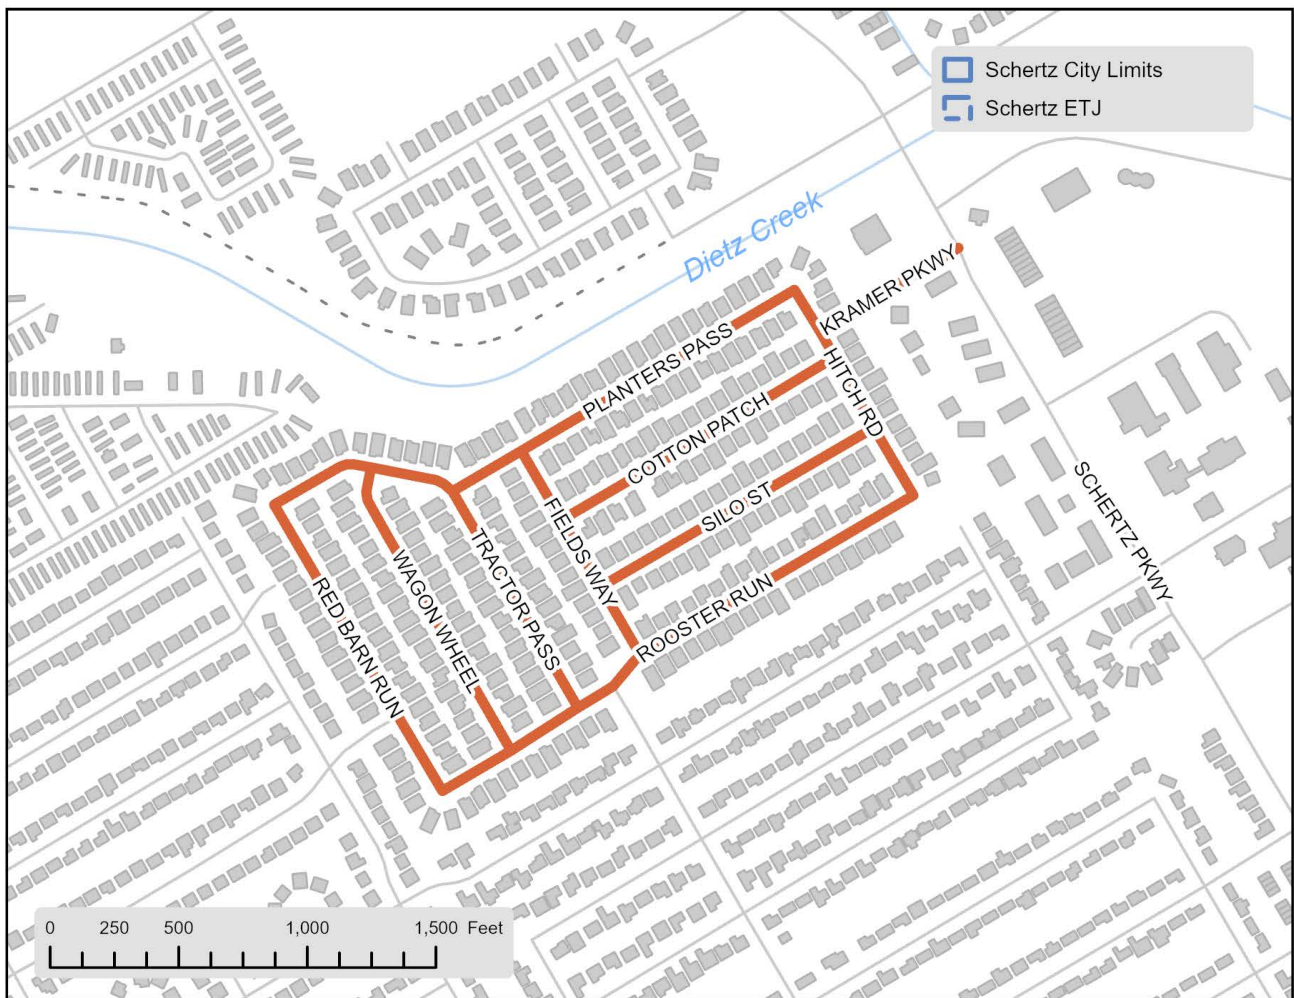 Schertz City Limits
Schertz ETJ
Dietz Creek
KRAMER PKWY
PLANTERS PASS
HITCH RD
COTTON PATCH
SILO ST
FIELDS WAY
TRACTOR PASS
WAGON WHEEL
RED BARN RUN
ROOSTER RUN
SCHERTZ PKWY
0 250 500 1,000 1,500 Feet